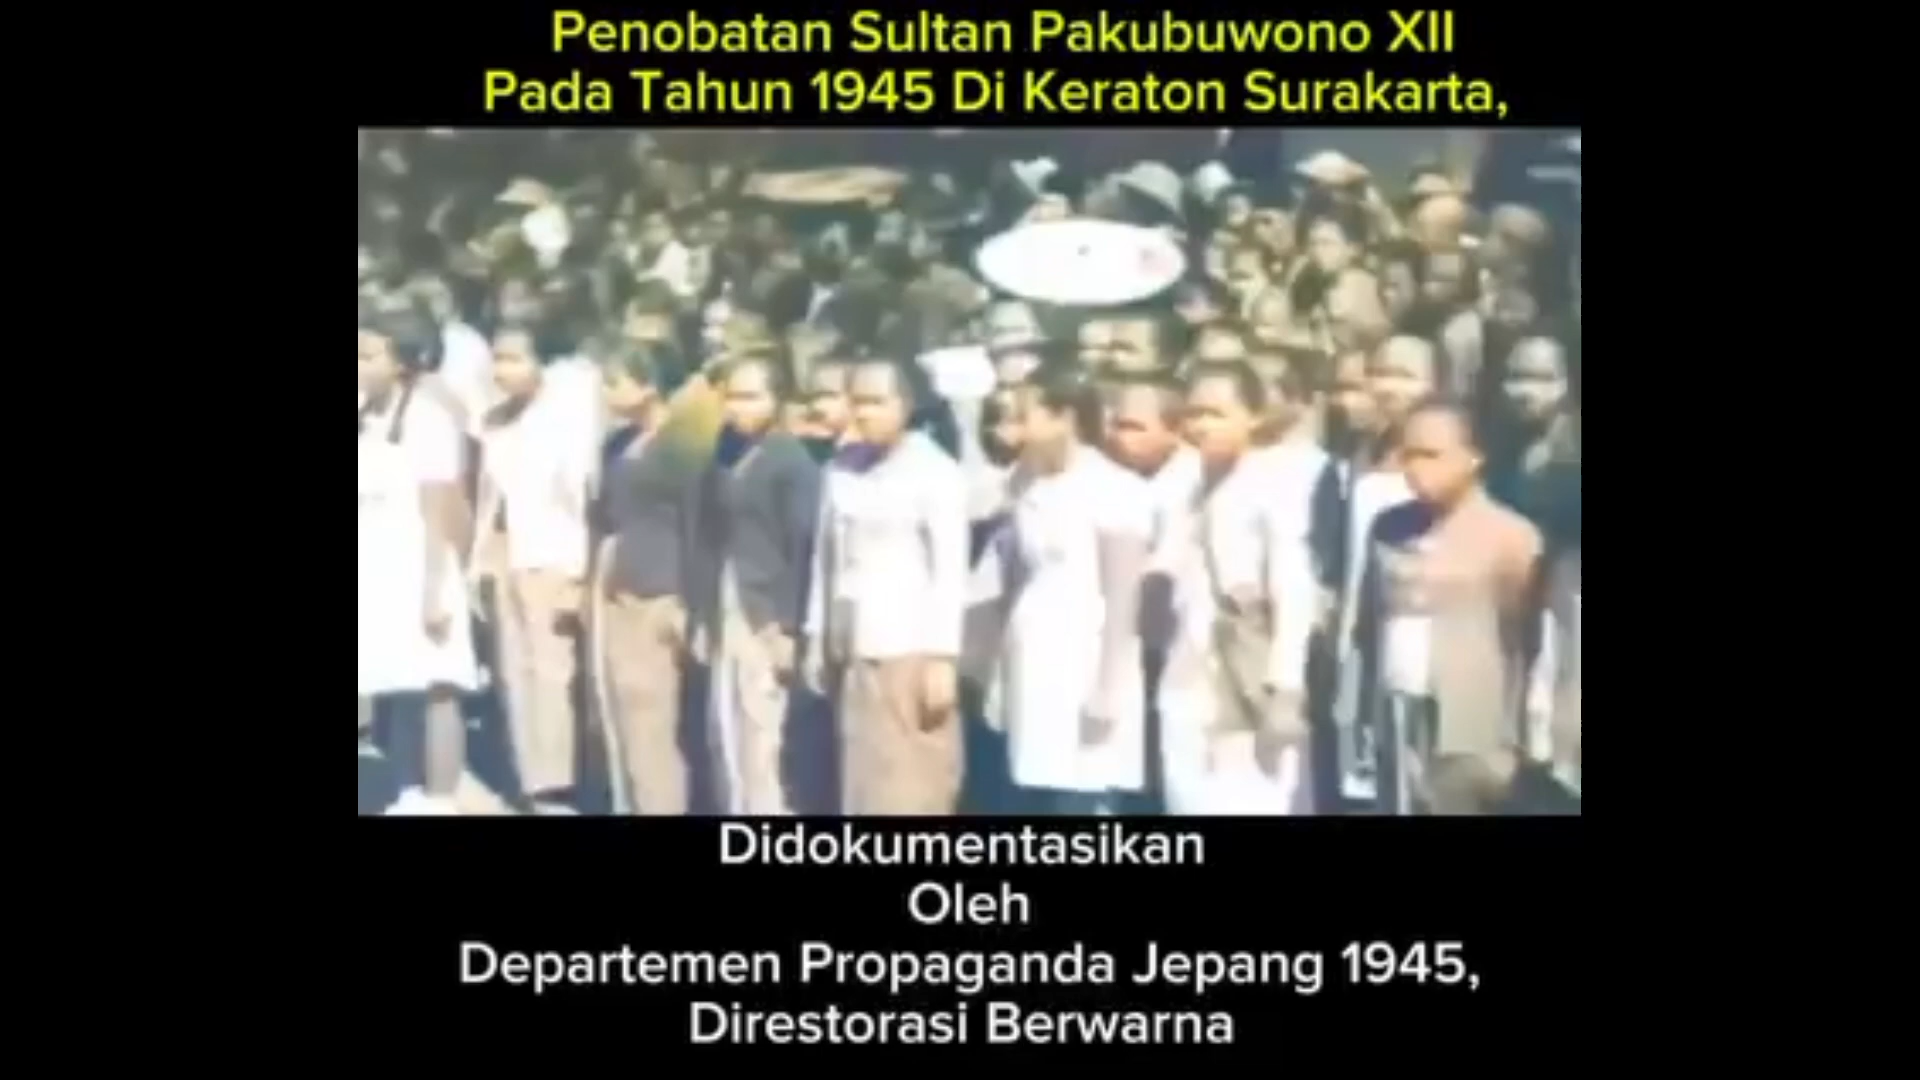 Penobatan Sultan Pakubuwono XII
Pada Tahun 1945 Di Keraton Surakarta,
Didokumentasikan
Oleh
Departemen Propaganda Jepang 1945,
Direstorasi Berwarna